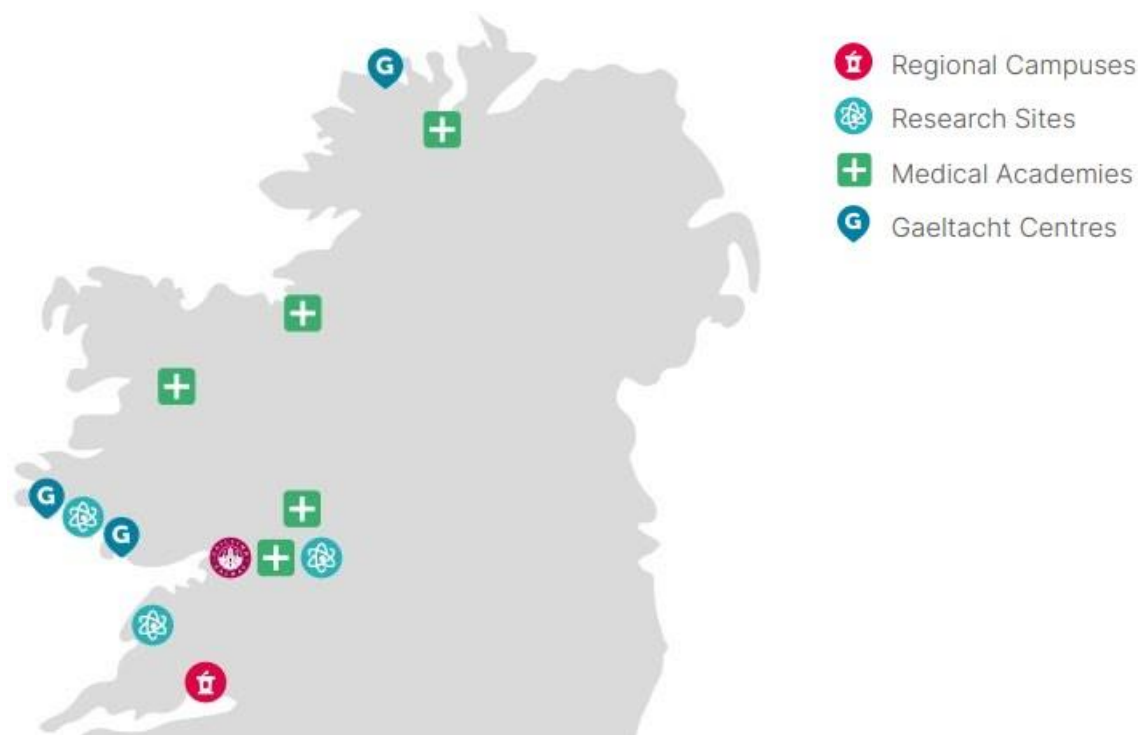 G
Regional Campuses
Research Sites
Medical Academies
G Gaeltacht Centres
G
G